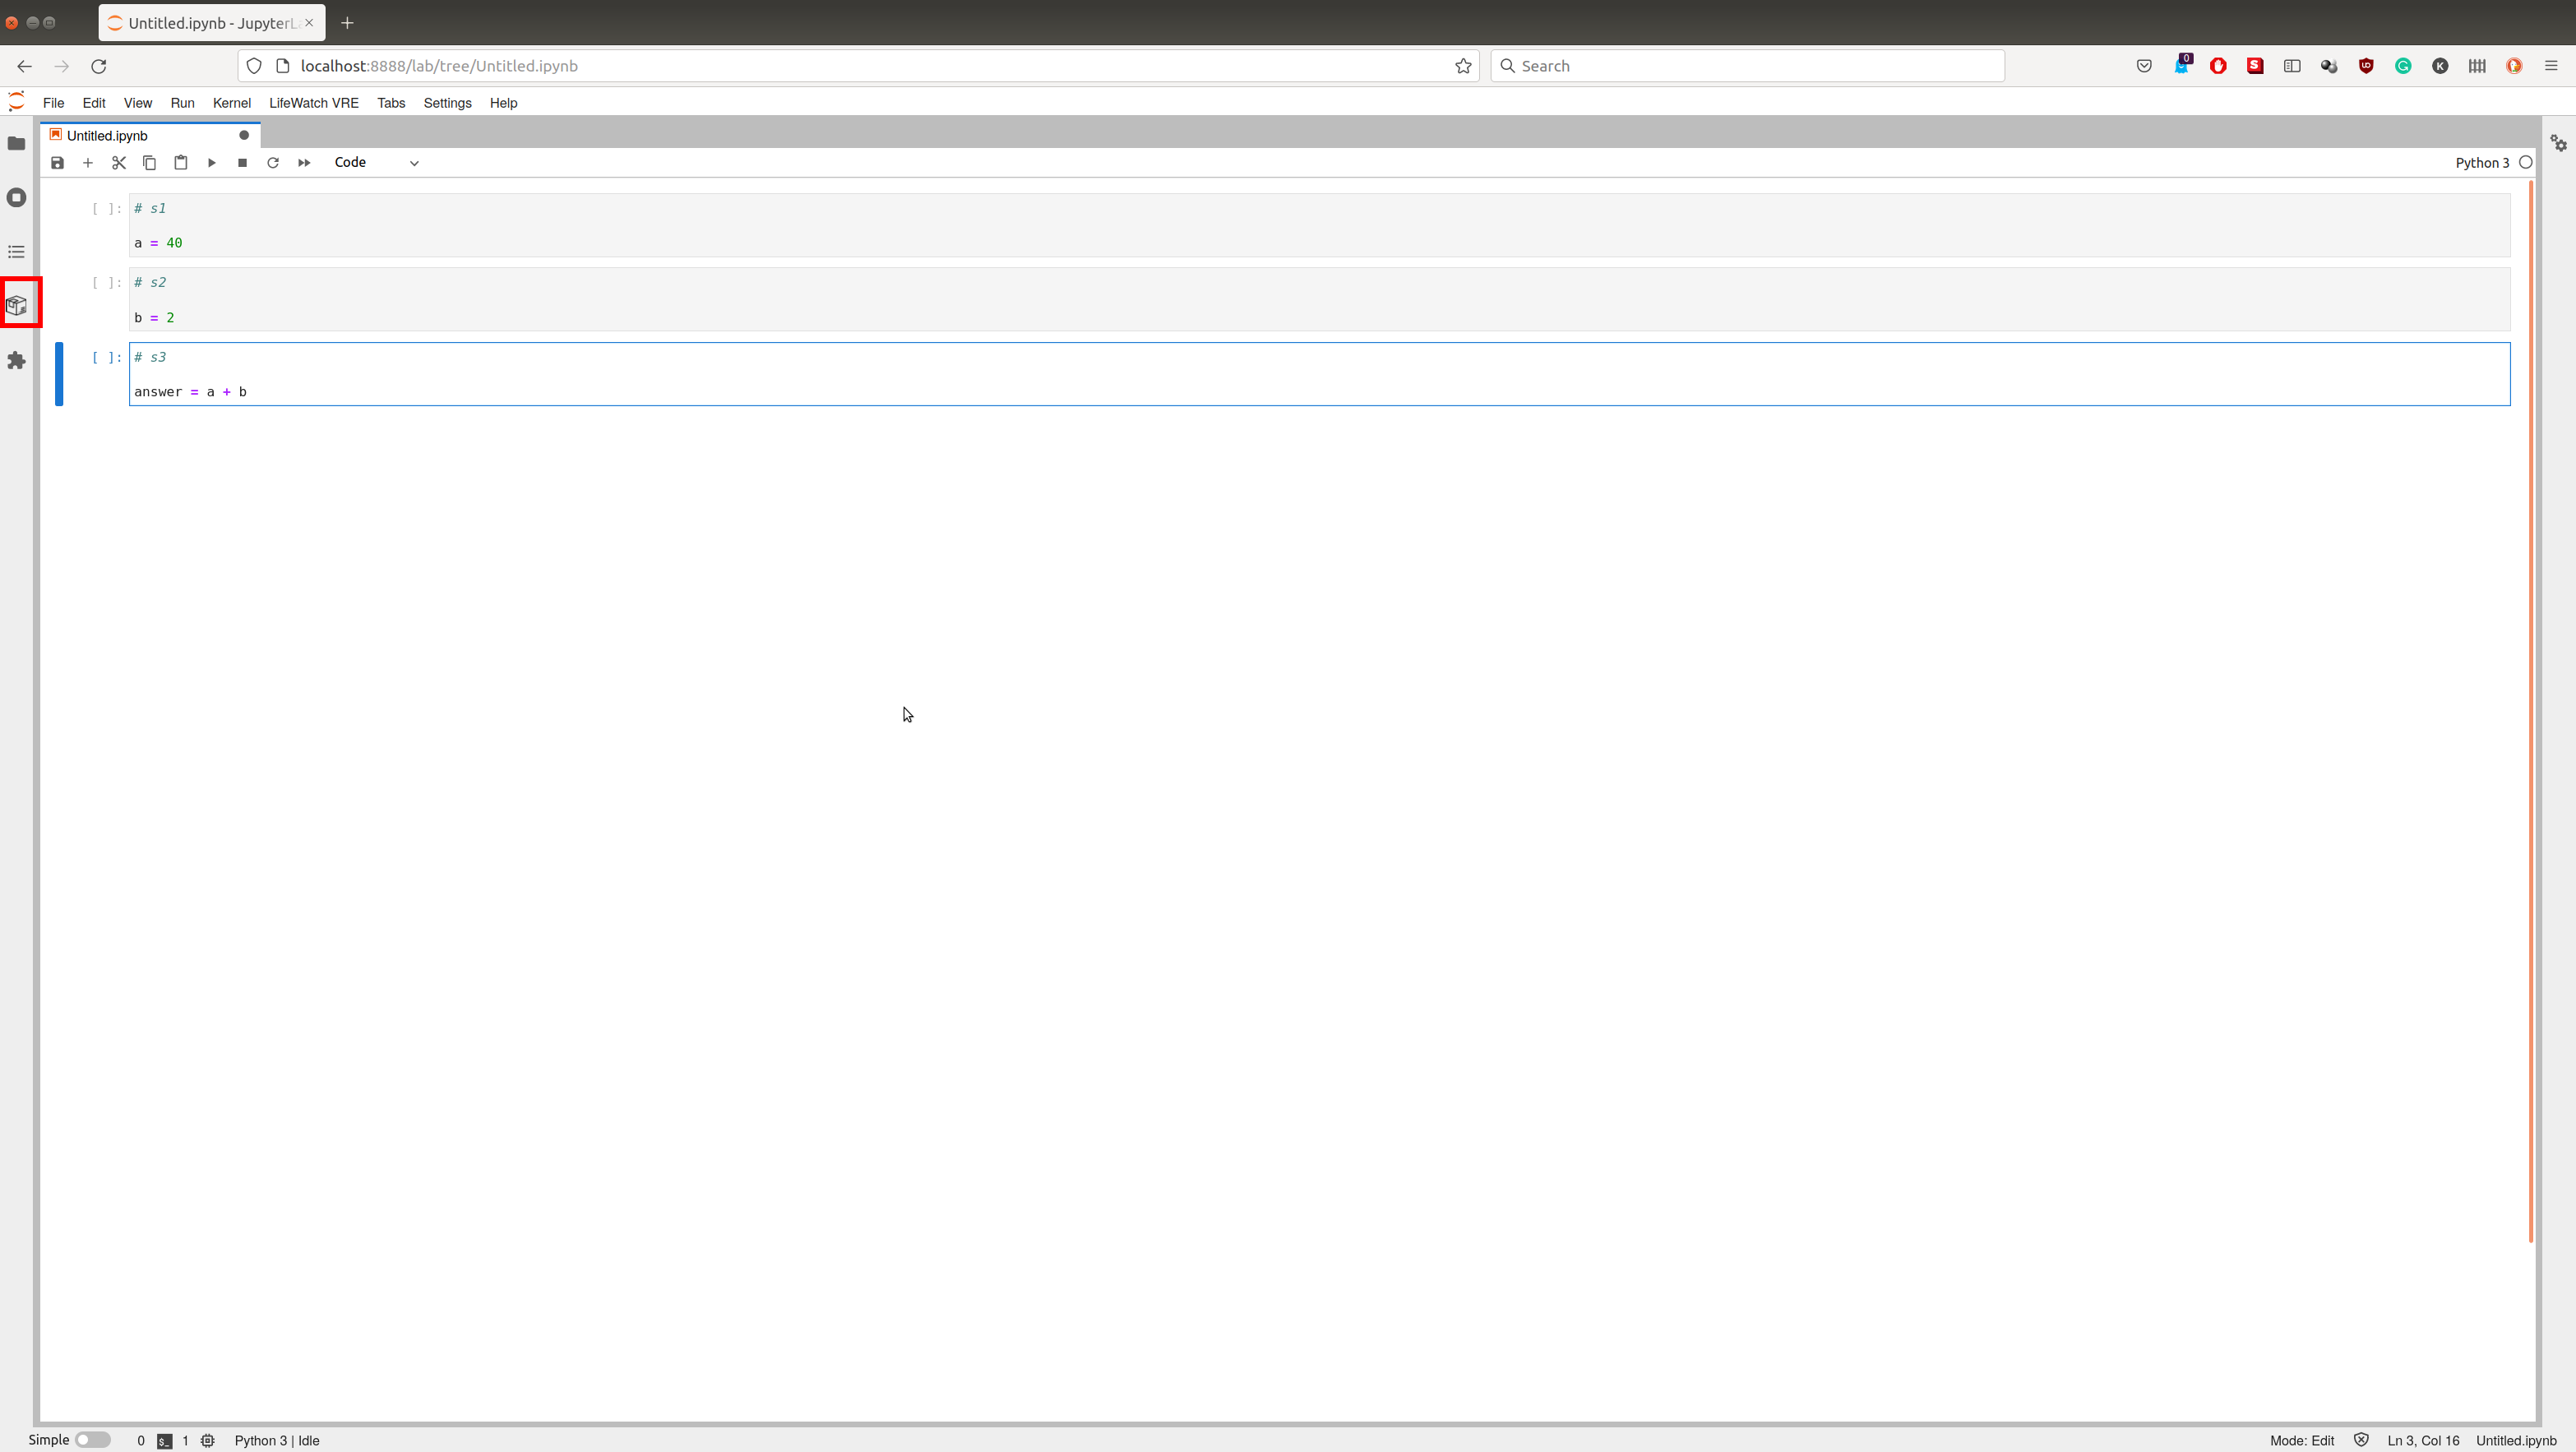 Untitled.ipynb - JupyterL
localhost:8888/lab/tree/Untitled.ipynb
Search
0
S
K
File Edit View Run Kernel LifeWatch VRE Tabs Settings Help
Untitled.ipynb
Code
Python 3
[ ]: # s1
a = 40
[ ]: # s2
b = 2
[ ]: # s3
answer = a + b
Simple 0 $_ 1 Python 3 | Idle Mode: Edit Ln 3, Col 16 Untitled.ipynb